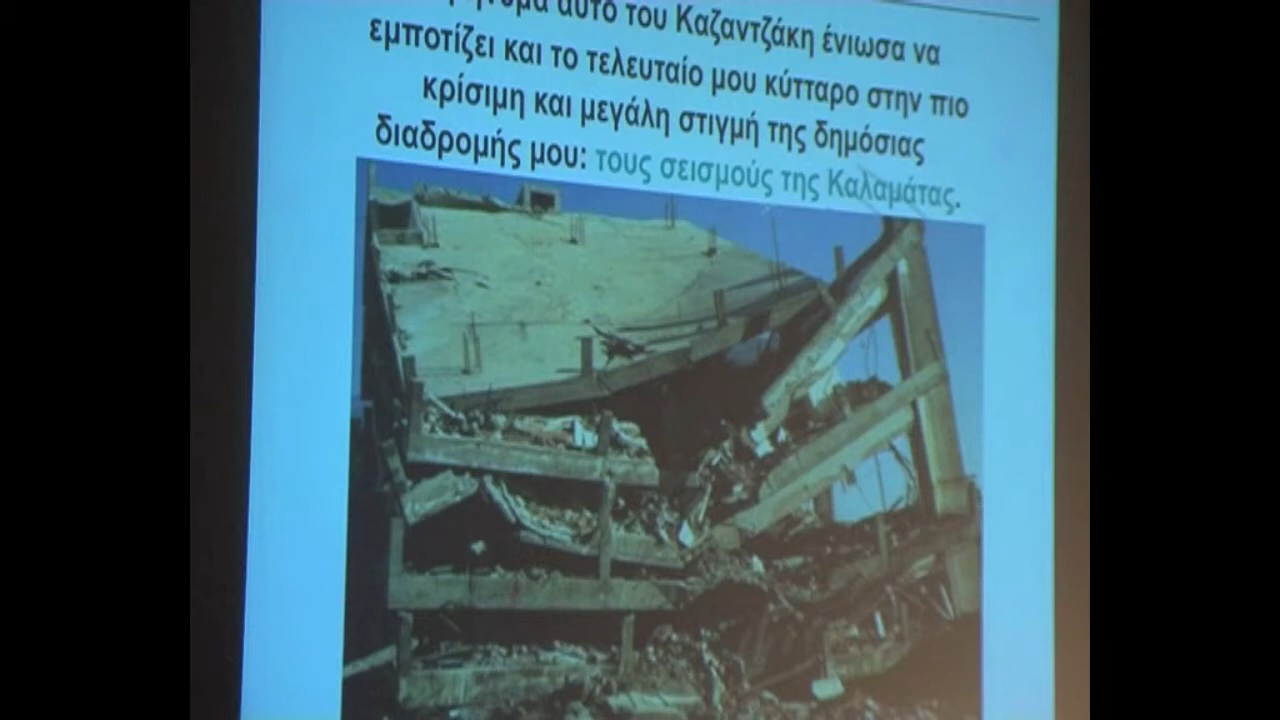 αυτό του Καζαντζάκη ένιωσα να
εμποτίζει και το τελευταίο μου κύτταρο στην πιο
κρίσιμη και μεγάλη στιγμή της δημόσιας
διαδρομής μου: τους σεισμούς της Καλαμάτας.